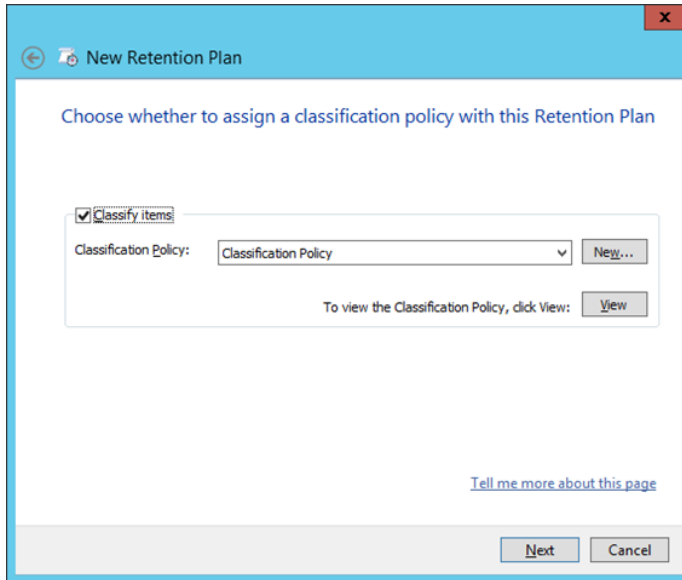 x
New Retention Plan
Choose whether to assign a classification policy with this Retention Plan
Classify items
Classification Policy: Classification Policy New...
To view the Classification Policy, click View: View
Tell me more about this page
Next Cancel